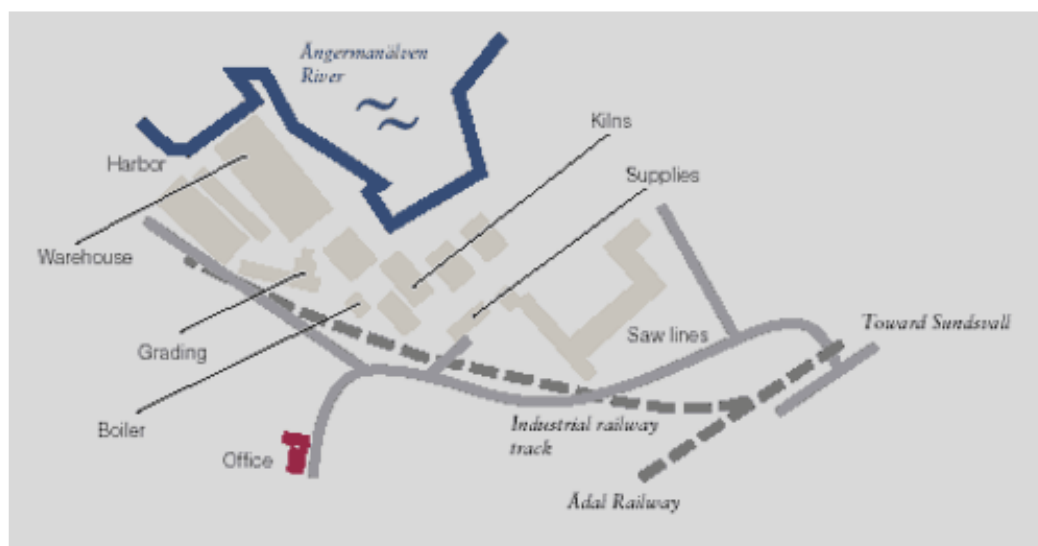 Ångermanälven
River
Kilns
Harbor
Supplies
Warehouse
Toward Sundsvall
Saw lines
Grading
Industrial railway
track
Boiler
Office
Ådal Railway